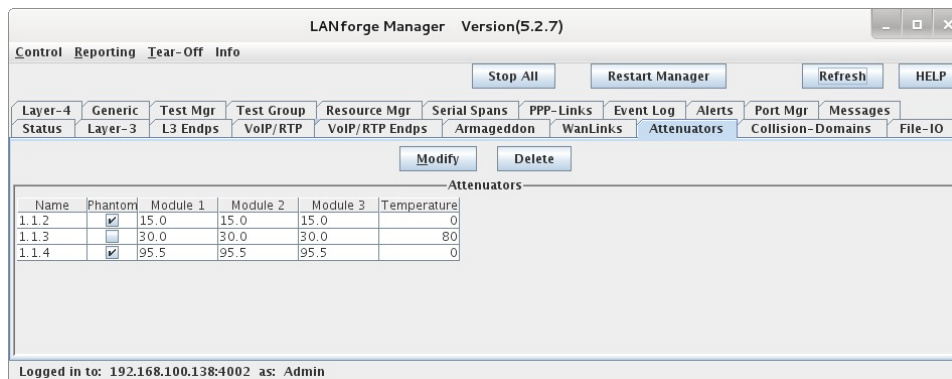 LANforge Manager Version(5.2.7)
Control Reporting Tear-Off Info
Stop All Restart Manager Refresh HELP
Layer-4 Generic Test Mgr Test Group Resource Mgr Serial Spans PPP-Links Event Log Alerts Port Mgr Messages
Status Layer-3 L3 Endps VoIP/RTP VoIP/RTP Endps Armageddon WanLinks Attenuators Collision-Domains File-IO
Modify Delete
Attenuators
Name Phantom Module 1 Module 2 Module 3 Temperature
1.1.2 15.0 15.0 15.0 0
1.1.3 30.0 30.0 30.0 80
1.1.4 95.5 95.5 95.5 0
Logged in to: 192.168.100.138:4002 as: Admin